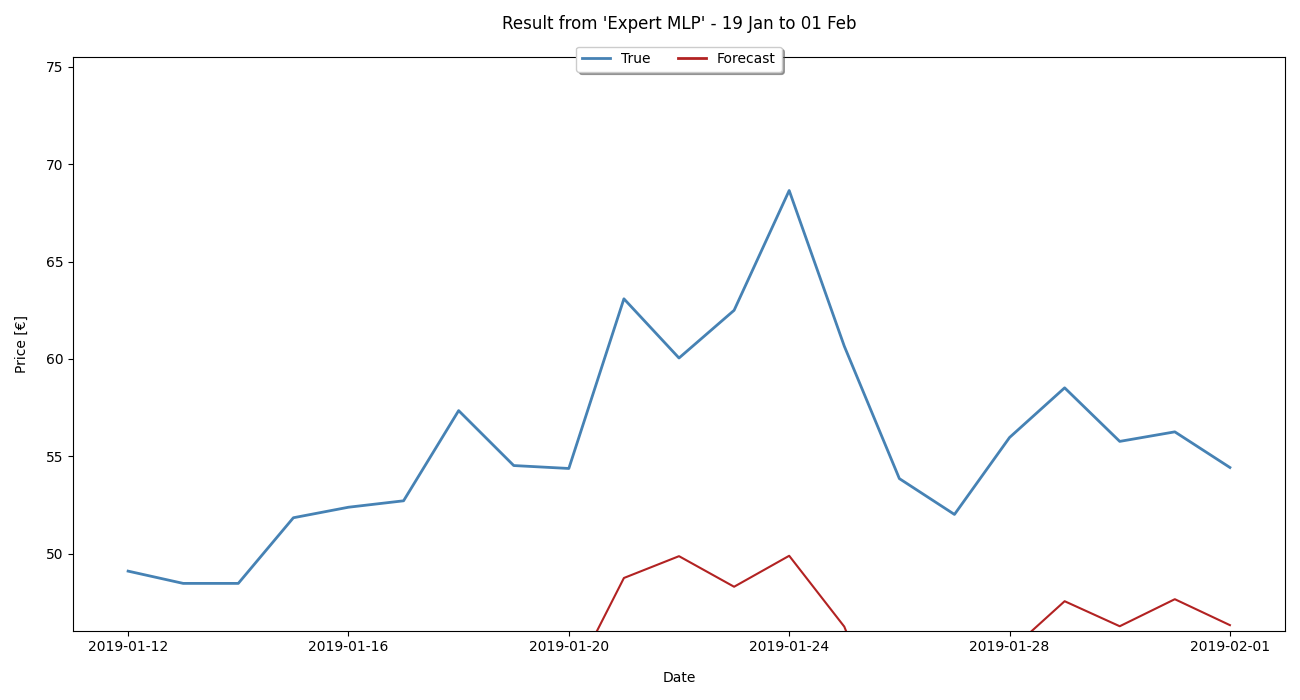 Result from 'Expert MLP' - 19 Jan to 01 Feb
True Forecast
75
70
65
60
55
50
Price [€]
2019-01-12 2019-01-16 2019-01-20 2019-01-24 2019-01-28 2019-02-01
Date